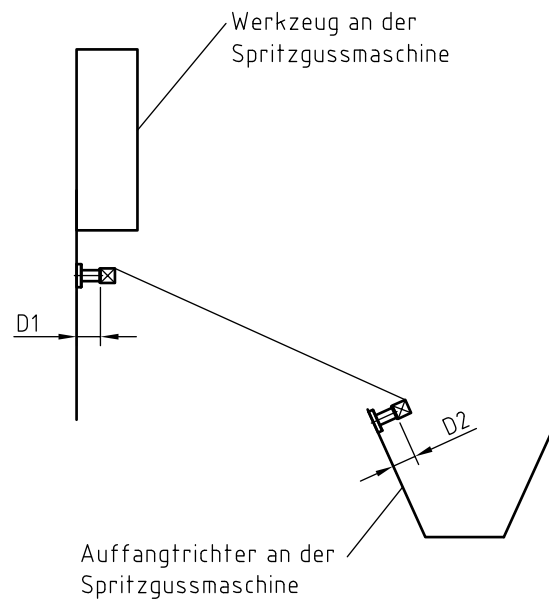 Werkzeug an der
Spritzgussmaschine
D1
D2
Auffangtrichter an der
Spritzgussmaschine